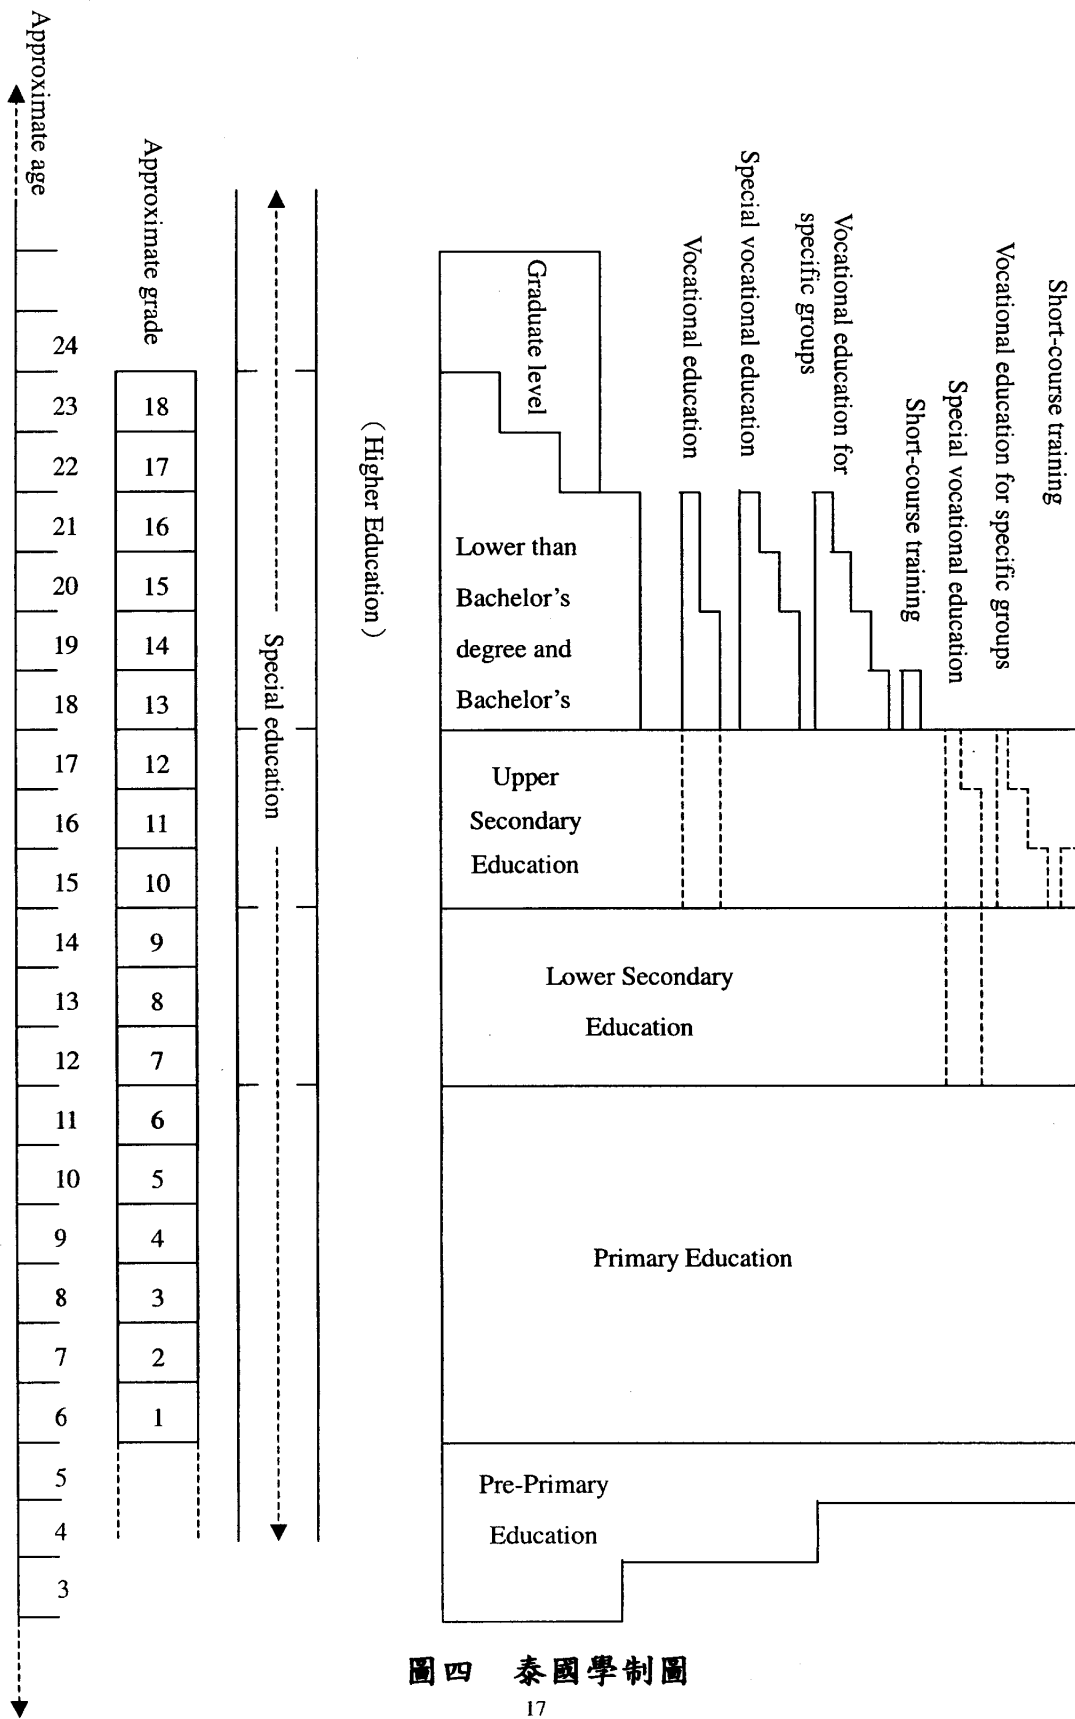 Approximate age
Approximate grade
Special education
(Higher Education)
Graduate level
Vocational education
Special vocational education
Vocational education for
specific groups
Short-course training
Special vocational education
Vocational education for specific groups
Short-course training
24
23
22
21
20
19
18
17
16
15
14
13
12
11
10
9
8
7
6
5
4
3
18
17
16
15
14
13
12
11
10
9
8
7
6
5
4
3
2
1
Lower than
Bachelor's
degree and
Bachelor's
Upper
Secondary
Education
Lower Secondary
Education
Primary Education
Pre-Primary
Education
圖四 泰國學制圖
17